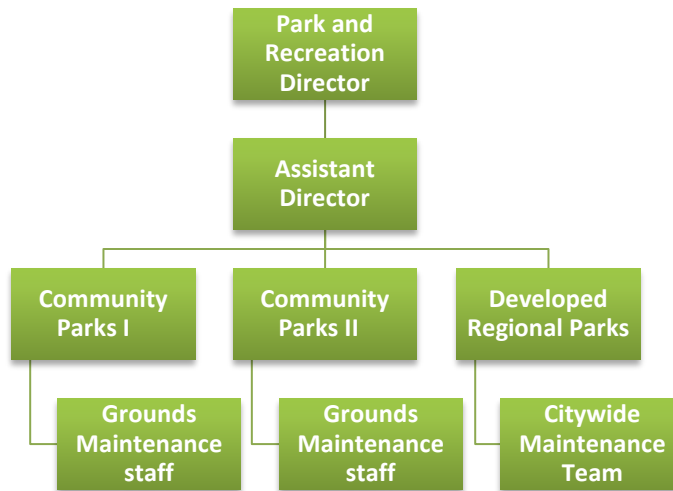 Park and
Recreation
Director
Assistant
Director
Community
Parks I
Community
Parks II
Developed
Regional Parks
Grounds
Maintenance
staff
Grounds
Maintenance
staff
Citywide
Maintenance
Team